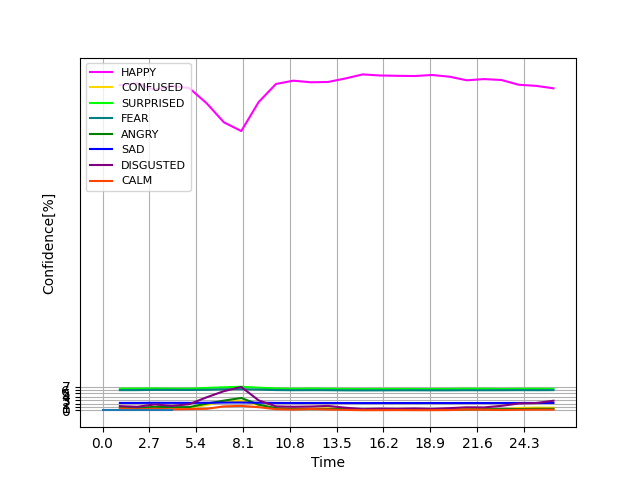 HAPPY
CONFUSED
SURPRISED
FEAR
ANGRY
SAD
DISGUSTED
CALM
Confidence[%]
7
0.0 2.7 5.4 8.1 10.8 13.5 16.2 18.9 21.6 24.3
Time